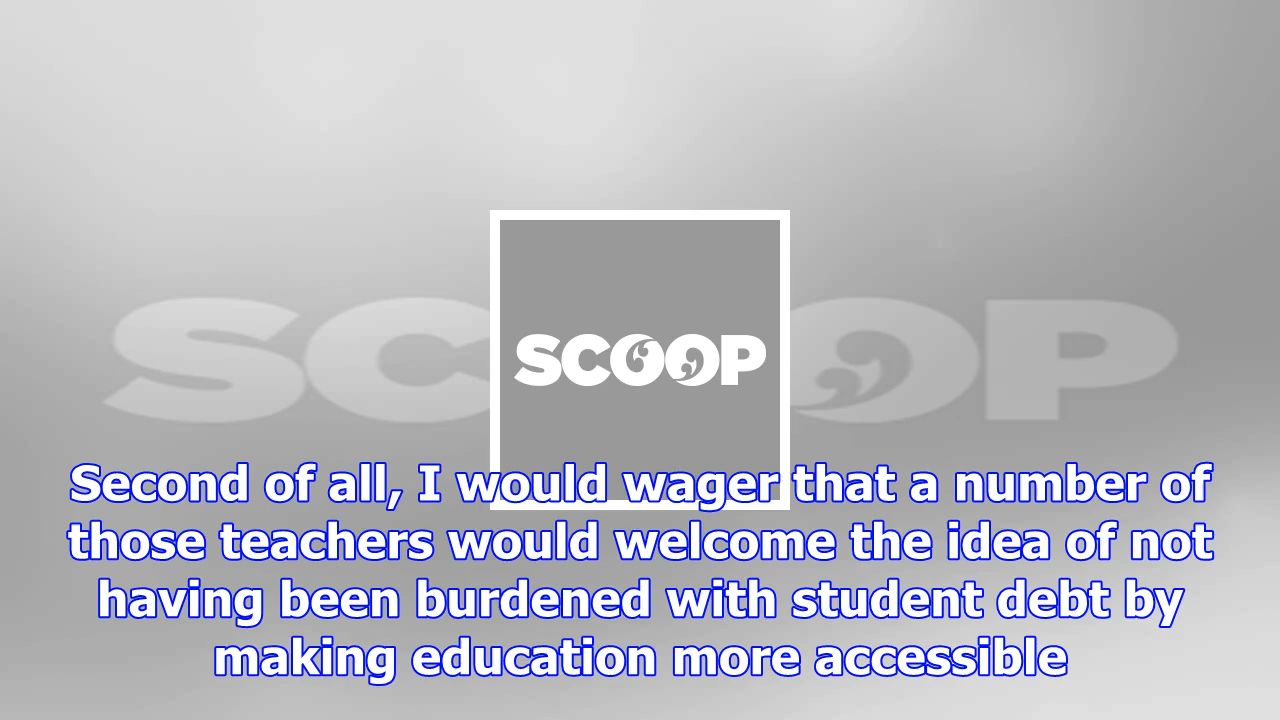 SCOOP
SCOOP
Second of all, I would wager that a number of
those teachers would welcome the idea of not
having been burdened with student debt by
making education more accessible